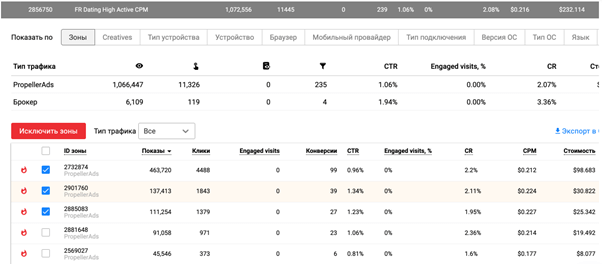 2856750 FR Dating High Active CPM 1,072,556 11445 0 239 1.06% 0% 2.08% $0.216 $232.114
Показать по Зоны Creatives Тип устройства Устройство Браузер Мобильный провайдер Тип подключения Версия ОС Тип ОС Язык
Тип трафика CTR Engaged visits, % CR Стоимо
PropellerAds 1,066,447 11,326 0 235 1.06% 0.00% 2.07% $
Брокер 6,109 119 0 4 1.94% 0.00% 3.36%
Исключить зоны Тип трафика Все Экспорт в
ID зоны Показы Клики Engaged visits Конверсии CTR Engaged visits, % CR CPM Стоимость
2732874 463,720 4488 0 99 0.96% 0% 2.2% $0.212 $98.683
PropellerAds
2901760 137,413 1843 0 39 1.34% 0% 2.11% $0.224 $30.822
PropellerAds
2885083 111,254 1379 0 27 1.23% 0% 1.95% $0.227 $25.342
PropellerAds
2881648 91,058 971 0 23 1.06% 0% 2.36% $0.214 $19.492
PropellerAds
2569027 45,546 373 0 6 0.81% 0% 1.6% $0.177 $8.077
PropellerAds